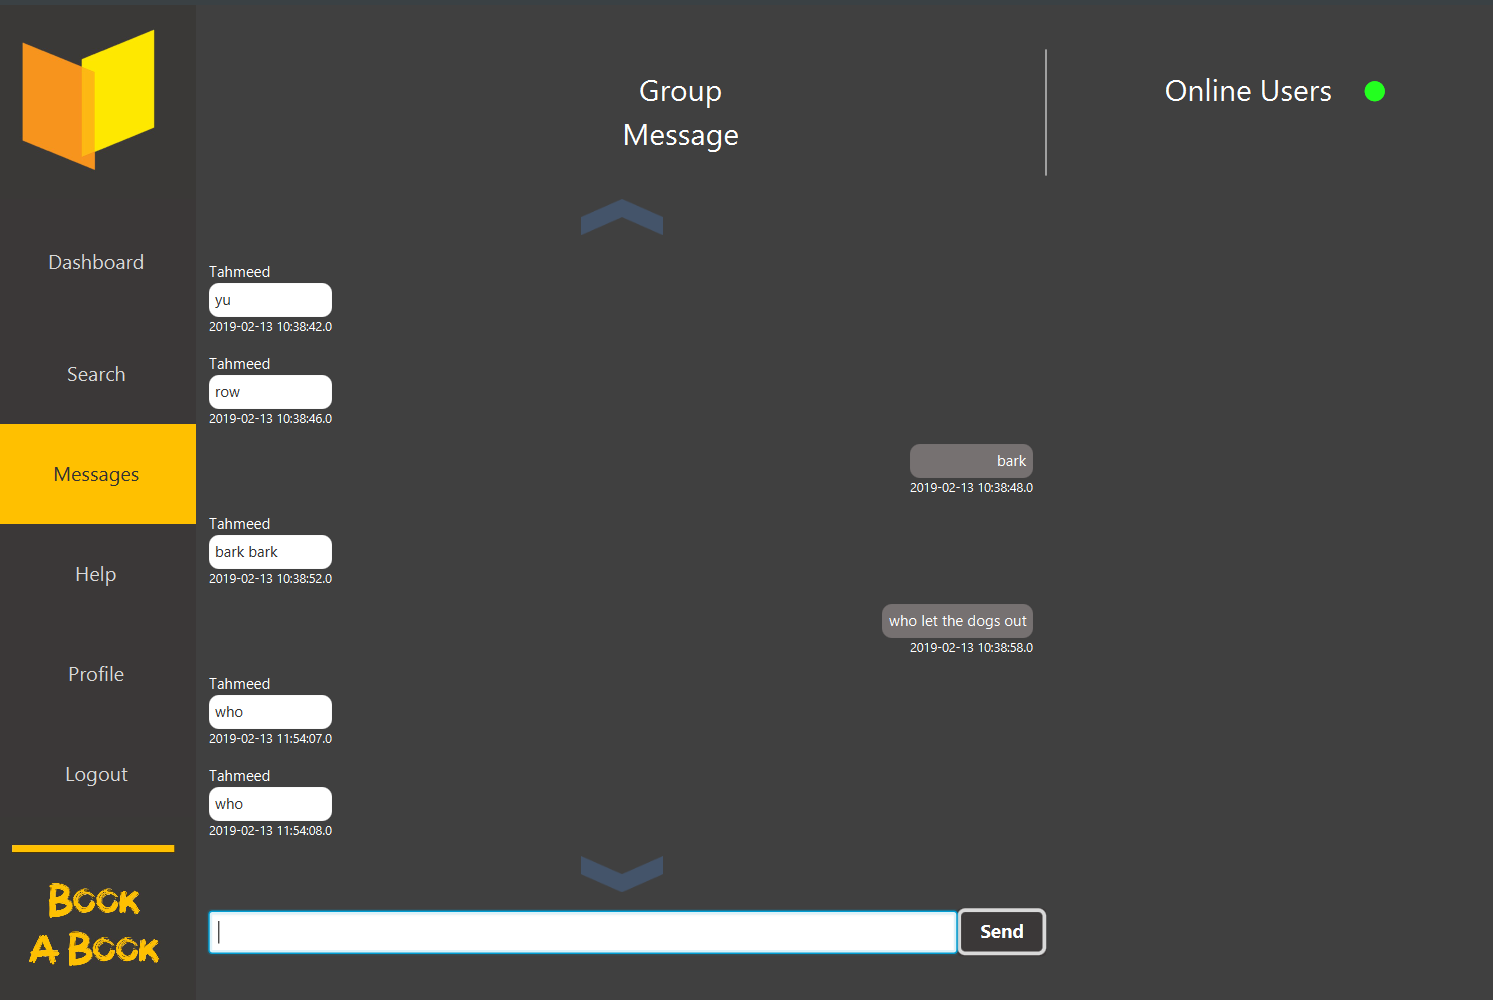 Group
Message
Online Users
Dashboard
Search
Messages
Help
Profile
Logout
Book
A Book
Tahmeed
yu
2019-02-13 10:38:42.0
Tahmeed
row
2019-02-13 10:38:46.0
bark
2019-02-13 10:38:48.0
Tahmeed
bark bark
2019-02-13 10:38:52.0
who let the dogs out
2019-02-13 10:38:58.0
Tahmeed
who
2019-02-13 11:54:07.0
Tahmeed
who
2019-02-13 11:54:08.0
Send